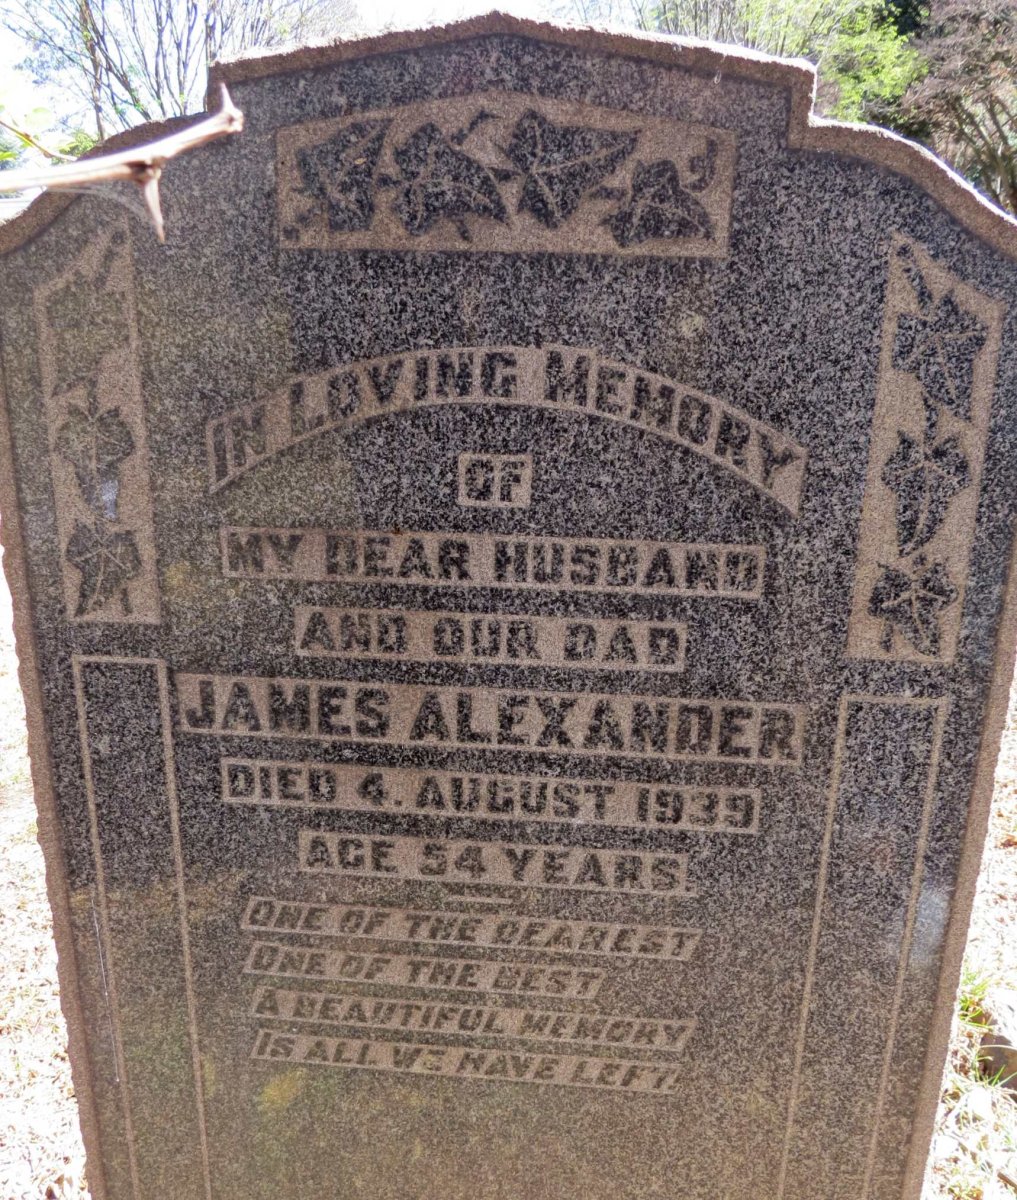 IN LOVING MEMORY
OF
MY DEAR HUSBAND
AND OUR DAD
JAMES ALEXANDER
DIED 4. AUGUST 1939
AGE 54 YEARS.
ONE OF THE DEAREST
ONE OF THE BEST
A BEAUTIFUL MEMORY
IS ALL WE HAVE LEFT.